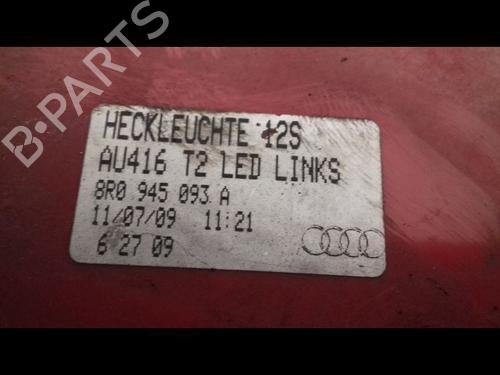 B-PARTS
HECKLEUCHTE 12S
AU416 T2 LED LINKS
8R0 945 093 A
11/07/09 11:21
6 27 09